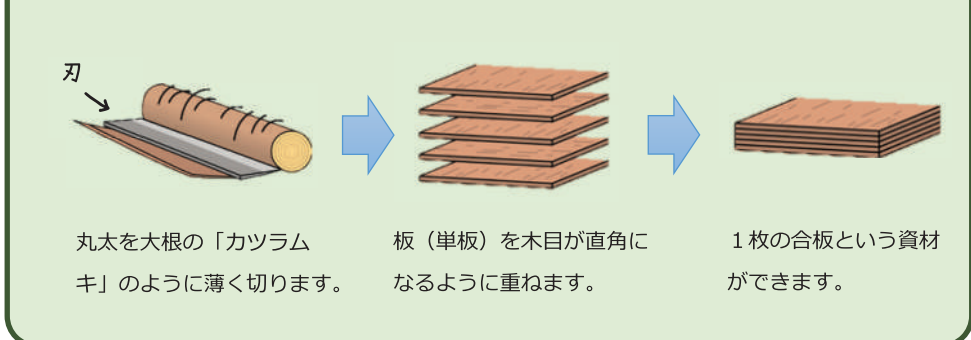 刃
丸太を大根の「カツラム
キ」のように薄く切ります。
板（単板）を木目が直角に
なるように重ねます。
１枚の合板という資材
ができます。